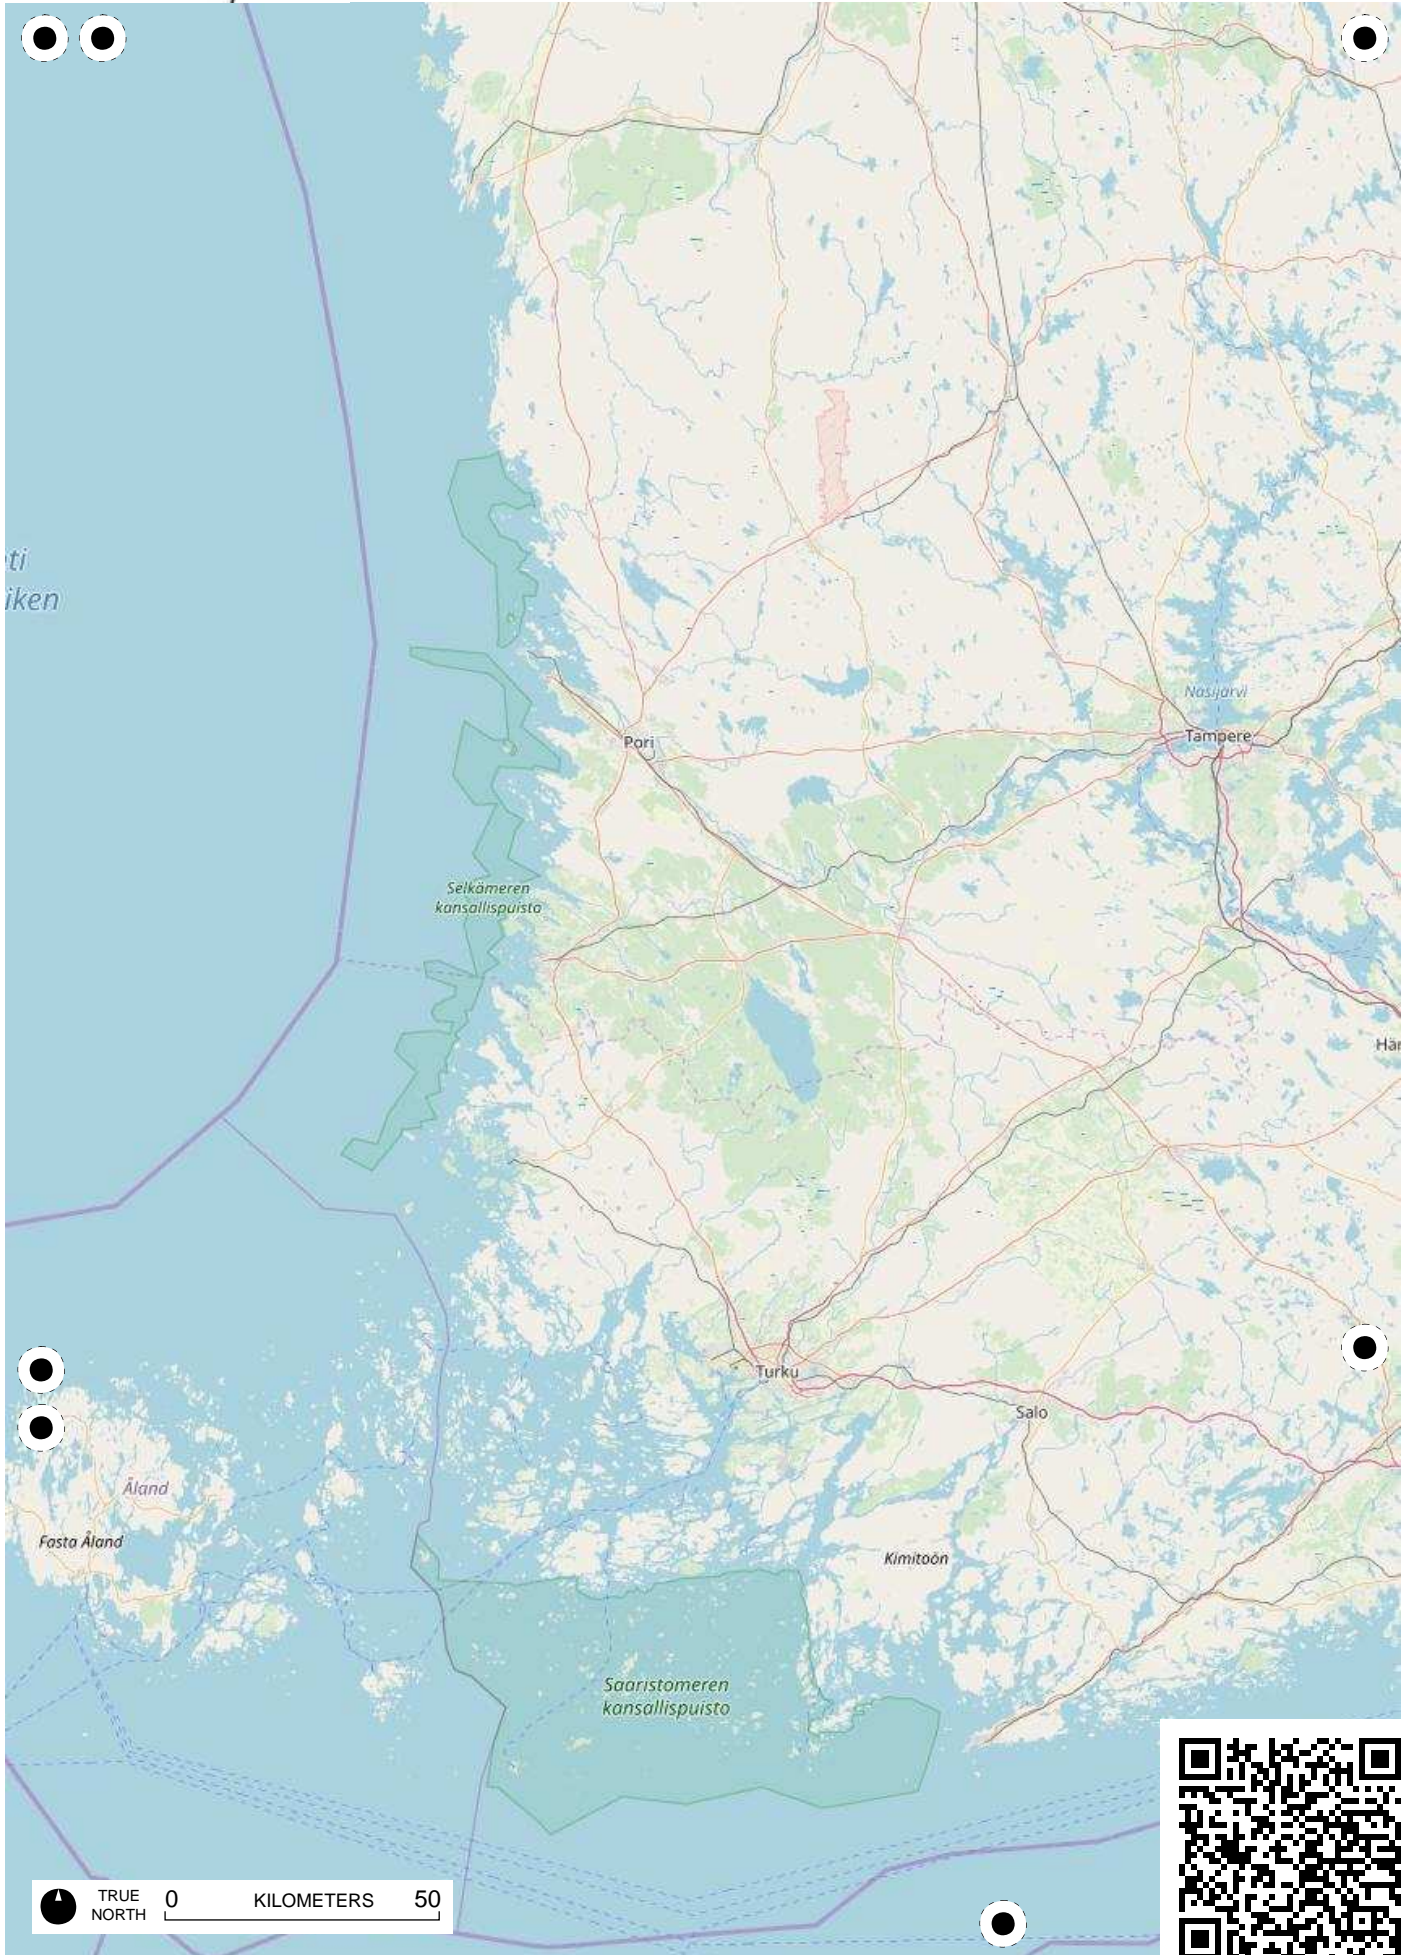 ti
iken
Näsijärvi
Tampere
Pori
Selkämeren
kansallispuisto
Turku
Salo
Åland
Fasta Åland
Kimitoön
Saaristomeren
kansallispuisto
TRUE
NORTH
0 KILOMETERS 50